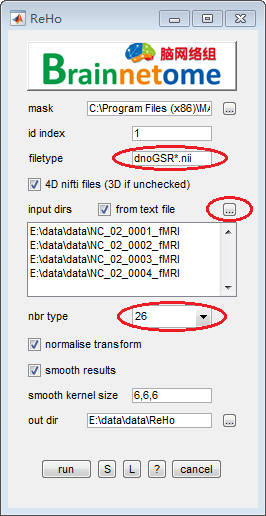 ReHo
脑网络组
Brainnetome
mask C:\Program Files (x86)\MA ...
id index 1
filetype dnoGSR*.nii
4D nifti files (3D if unchecked)
input dirs from text file ...
E:\data\data\NC_02_0001_fMRI
E:\data\data\NC_02_0002_fMRI
E:\data\data\NC_02_0003_fMRI
E:\data\data\NC_02_0004_fMRI
nbr type 26
normalise transform
smooth results
smooth kernel size 6,6,6
out dir E:\data\data\ReHo ...
run S L ? cancel